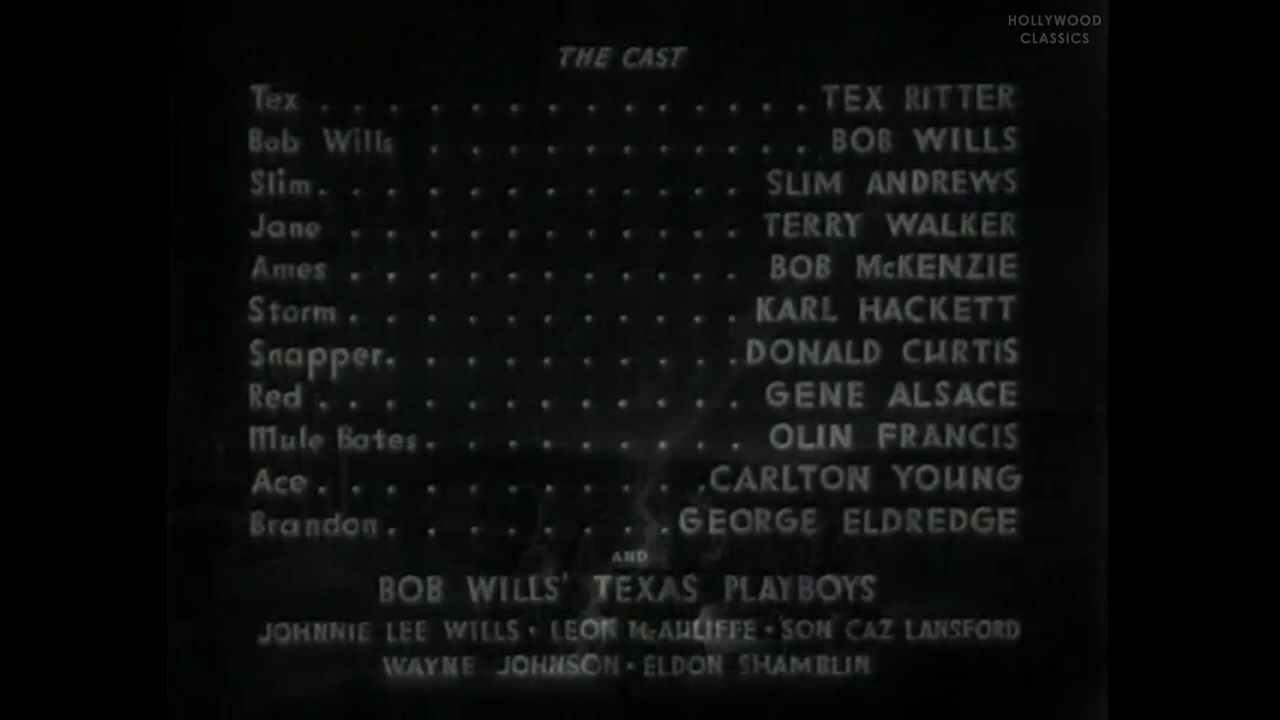 HOLLYWOOD
CLASSICS
THE CAST
Tex . . . . . . . . . . . . . . TEX RITTER
Bob Wills . . . . . . . . . . . BOB WILLS
Slim . . . . . . . . . . . . SLIM ANDREWS
Jane . . . . . . . . . . . TERRY WALKER
Ames . . . . . . . . . . . BOB McKENZIE
Storm . . . . . . . . . . . KARL HACKETT
Snapper . . . . . . . . . . DONALD CURTIS
Red . . . . . . . . . . . . GENE ALSACE
Mule Bates . . . . . . . . . OLIN FRANCIS
Ace . . . . . . . . . . . CARLTON YOUNG
Brandon . . . . . . . . GEORGE ELDREDGE
AND
BOB WILLS' TEXAS PLAYBOYS
JOHNNIE LEE WILLS · LEON McAULIFFE · SON CAZ LANSFORD
WAYNE JOHNSON · ELDON SHAMBLIN